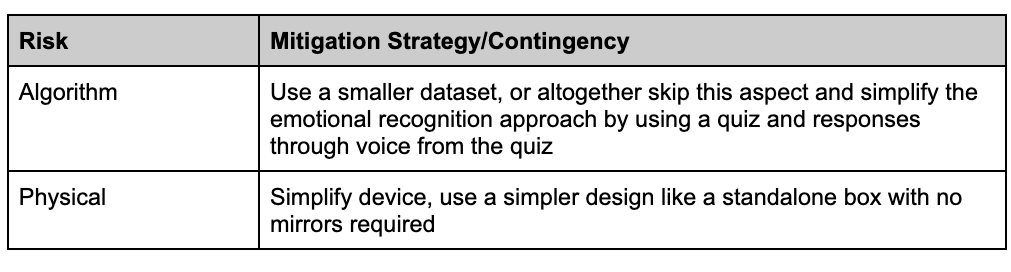 Risk
Mitigation Strategy/Contingency
Algorithm
Use a smaller dataset, or altogether skip this aspect and simplify the
emotional recognition approach by using a quiz and responses
through voice from the quiz
Physical
Simplify device, use a simpler design like a standalone box with no
mirrors required